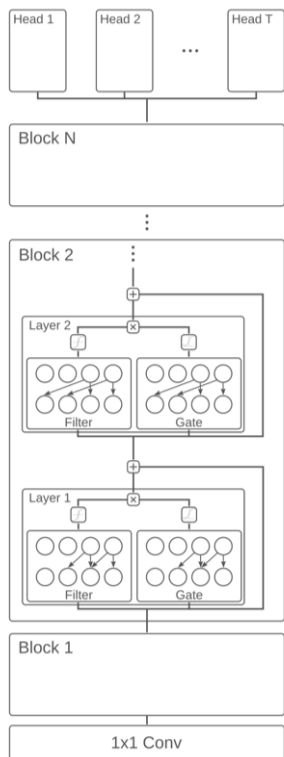 Head 1
Head 2
...
Head T
Block N
Block 2
+
Layer 2
×
Filter
Gate
+
Layer 1
×
Filter
Gate
Block 1
1x1 Conv